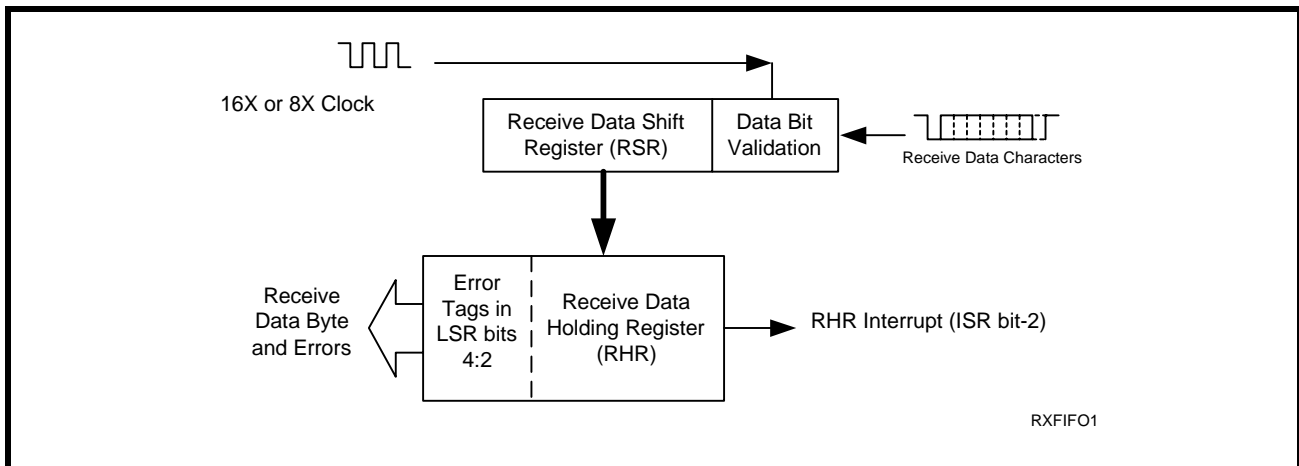 16X or 8X Clock
Receive Data Shift
Register (RSR)
Data Bit
Validation
Receive Data Characters
Receive
Data Byte
and Errors
Error
Tags in
LSR bits
4:2
Receive Data
Holding Register
(RHR)
RHR Interrupt (ISR bit-2)
RXFIFO1